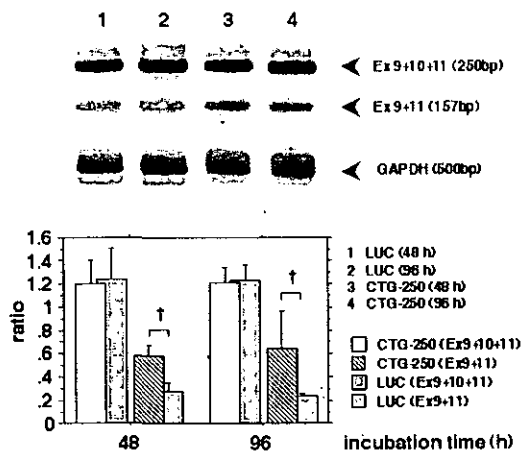 1 2 3 4
Ex 9+10+11 (250bp)
Ex 9+11 (157bp)
GAPDH (500bp)
1.6
1.4
1.2
1
.8
.6
.4
.2
0
ratio
†
†
48
96
incubation time (h)
1 LUC (48 h)
2 LUC (96 h)
3 CTG-250 (48 h)
4 CTG-250 (96 h)
CTG-250 (Ex9+10+11)
CTG-250 (Ex9+11)
LUC (Ex9+10+11)
LUC (Ex9+11)